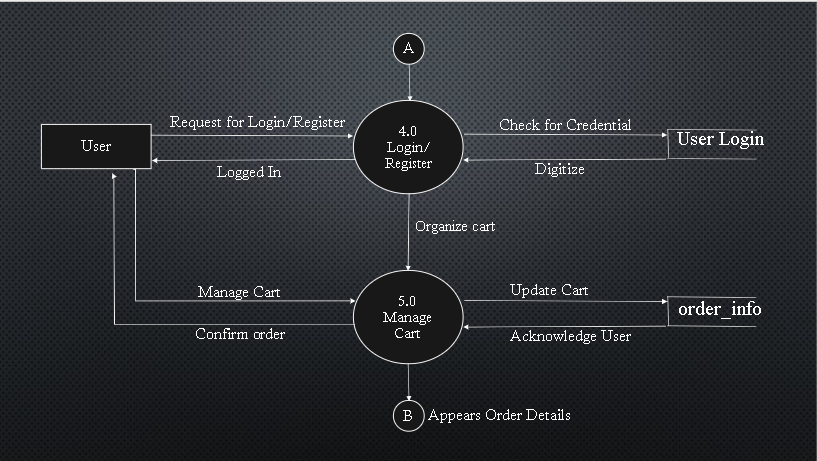 A
Request for Login/Register
User
Logged In
4.0
Login/
Register
Check for Credential
User Login
Digitize
Organize cart
Manage Cart
Confirm order
5.0
Manage
Cart
Update Cart
order_info
Acknowledge User
B
Appears Order Details